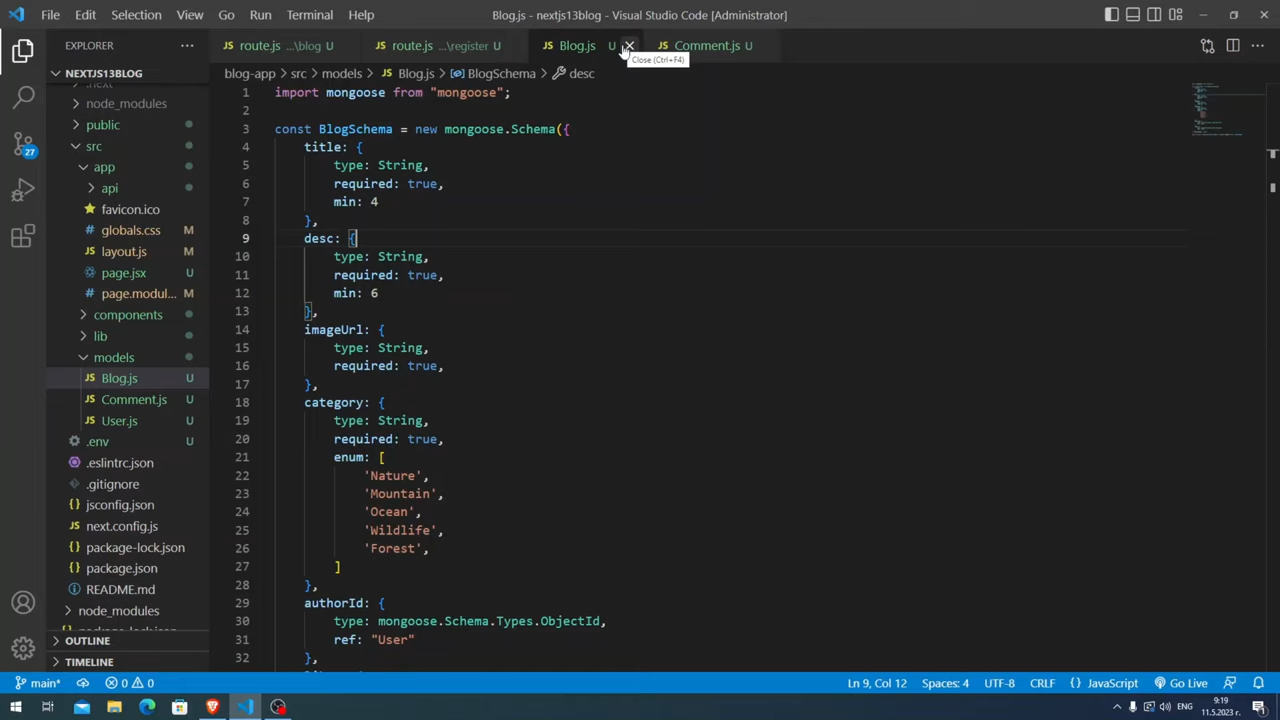 File Edit Selection View Go Run Terminal Help
Blog.js - nextjs13blog - Visual Studio Code [Administrator]
EXPLORER
route.js ...\blog U
route.js ...\register U
Blog.js U
Comment.js U
Close (Ctrl+F4)
NEXTJS13BLOG
blog-app > src > models > Blog.js > BlogSchema > desc
.next
node_modules
public
src
app
api
favicon.ico
globals.css M
layout.js M
page.jsx U
page.modul... M
components
lib
models
Blog.js U
Comment.js U
User.js U
.env U
.eslintrc.json
.gitignore
jsconfig.json
next.config.js
package-lock.json
package.json
README.md
node_modules
package-lock.json
OUTLINE
TIMELINE
27
1 import mongoose from "mongoose";
2
3 const BlogSchema = new mongoose.Schema({
4 title: {
5 type: String,
6 required: true,
7 min: 4
8 },
9 desc: {
10 type: String,
11 required: true,
12 min: 6
13 },
14 imageUrl: {
15 type: String,
16 required: true,
17 },
18 category: {
19 type: String,
20 required: true,
21 enum: [
22 'Nature',
23 'Mountain',
24 'Ocean',
25 'Wildlife',
26 'Forest',
27 ]
28 },
29 authorId: {
30 type: mongoose.Schema.Types.ObjectId,
31 ref: "User"
32 },
main* 0 0 Ln 9, Col 12 Spaces: 4 UTF-8 CRLF {} JavaScript Go Live
ENG 9:19
11.5.2023 г.